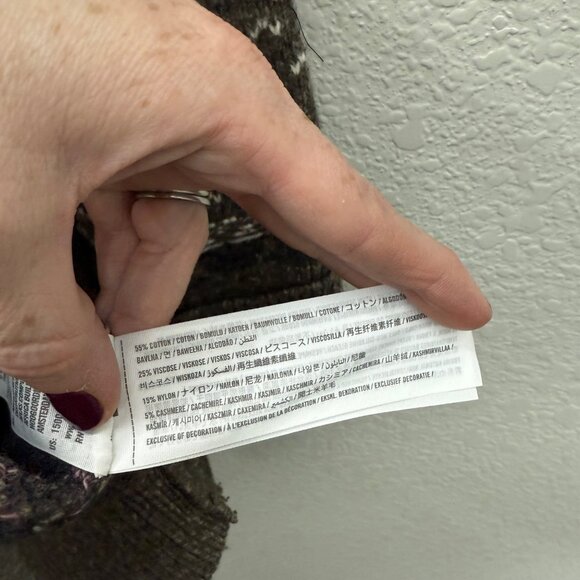 55% COTTON / COTON / BOMULD / KATOEN / BAUMWOLLE / BOMULL / COTONE / コットン / ALGODÓ
BAVLNA / 면 / BAWEŁNA / ALGODÃO / القطن
25% VISCOSE / VISKOSE / VISKOS / VISCOSA / ビスコース / VISCOSILLA / 再生纤维素纤维 / VISKOO
비스코스 / WISKOZA / الفسكوز / 再生纖維素纖維
15% NYLON / ナイロン / NAILON / 尼龙 / NAILONIA / 나일론 / النايلون / 尼龍
5% CASHMERE / CACHEMIRE / KASHMIR / KASJMIER / KASCHMIR / カシミア / CACHEMIRA / 山羊绒 / KASHMIRVILLAA /
KAŠMÍR / 캐시미어 / KASZMIR / CAXEMIRA / الكشمير / 開士米羊毛
EXCLUSIVE OF DECORATION / À L'EXCLUSION DE LA DÉCORATION / EKSKL. DEKORATION / EXCLUSIEF DECORATIE /